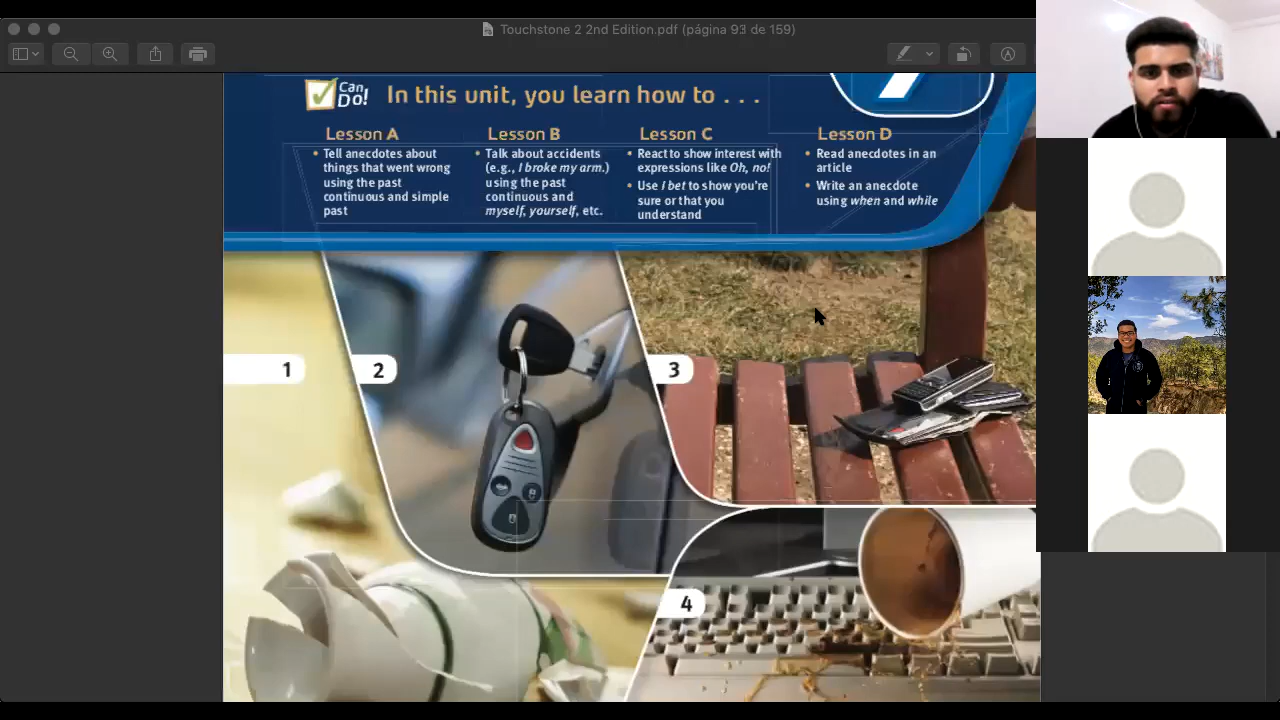 Touchstone 2 2nd Edition.pdf (página 93 de 159)
Can Do!
In this unit, you learn how to . . .
Lesson A
• Tell anecdotes about
things that went wrong
using the past
continuous and simple
past
Lesson B
• Talk about accidents
(e.g., I broke my arm.)
using the past
continuous and
myself, yourself, etc.
Lesson C
• React to show interest with
expressions like Oh, no!
• Use I bet to show you're
sure or that you
understand
Lesson D
• Read anecdotes in an
article
• Write an anecdote
using when and while
1
2
3
4